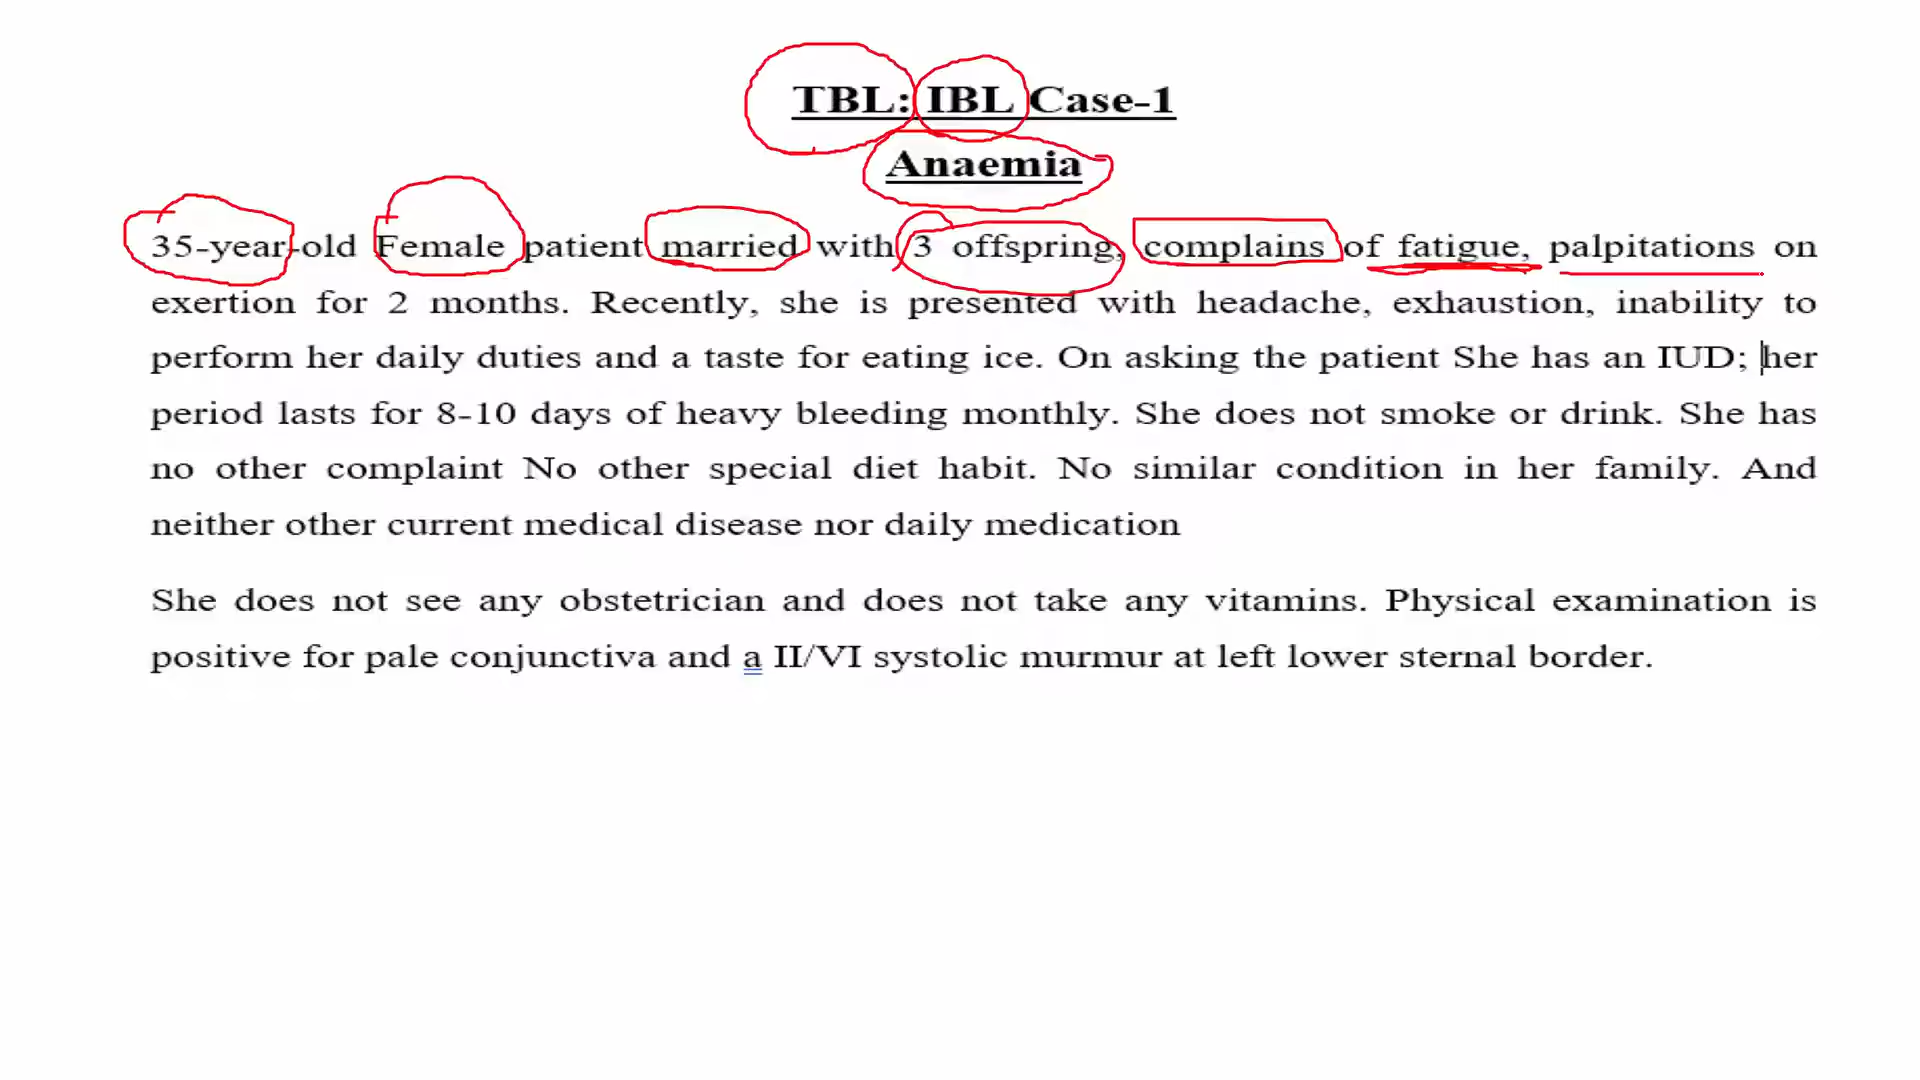 TBL: IBL Case-1
Anaemia
35-year-old Female patient married with 3 offspring, complains of fatigue, palpitations on
exertion for 2 months. Recently, she is presented with headache, exhaustion, inability to
perform her daily duties and a taste for eating ice. On asking the patient She has an IUD; her
period lasts for 8-10 days of heavy bleeding monthly. She does not smoke or drink. She has
no other complaint No other special diet habit. No similar condition in her family. And
neither other current medical disease nor daily medication
She does not see any obstetrician and does not take any vitamins. Physical examination is
positive for pale conjunctiva and a II/VI systolic murmur at left lower sternal border.